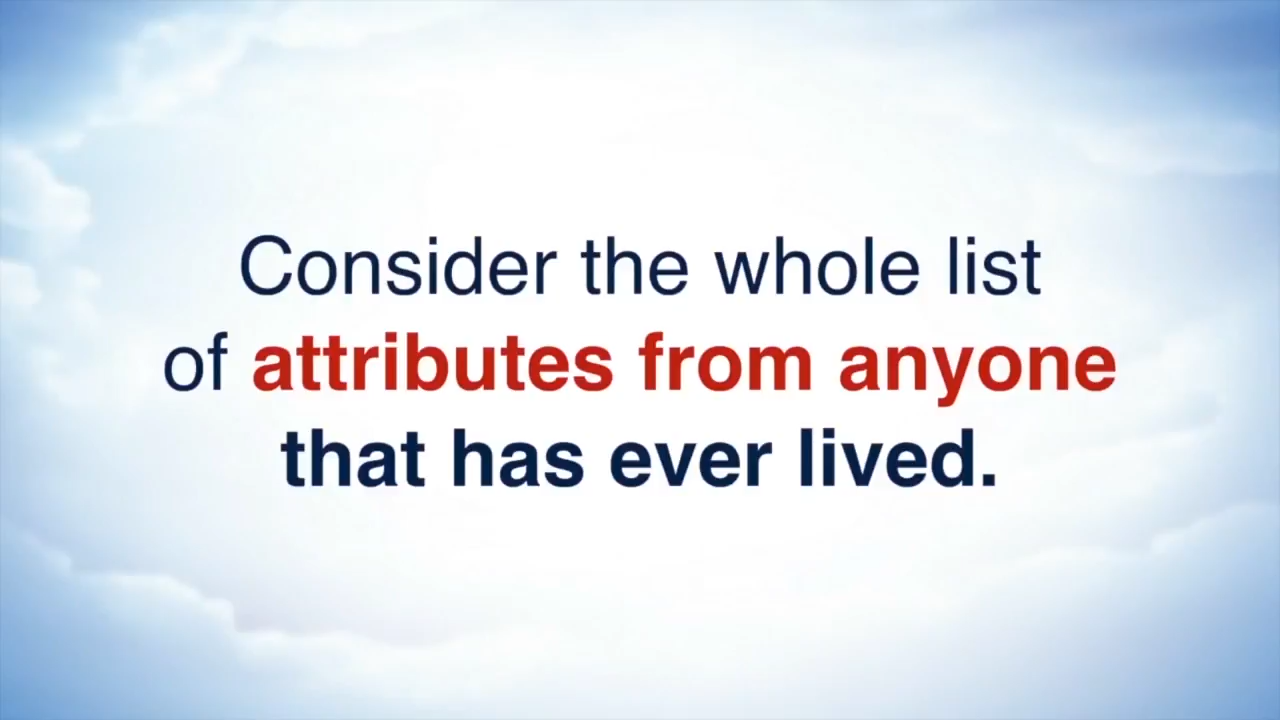 Consider the whole list
of attributes from anyone
that has ever lived.